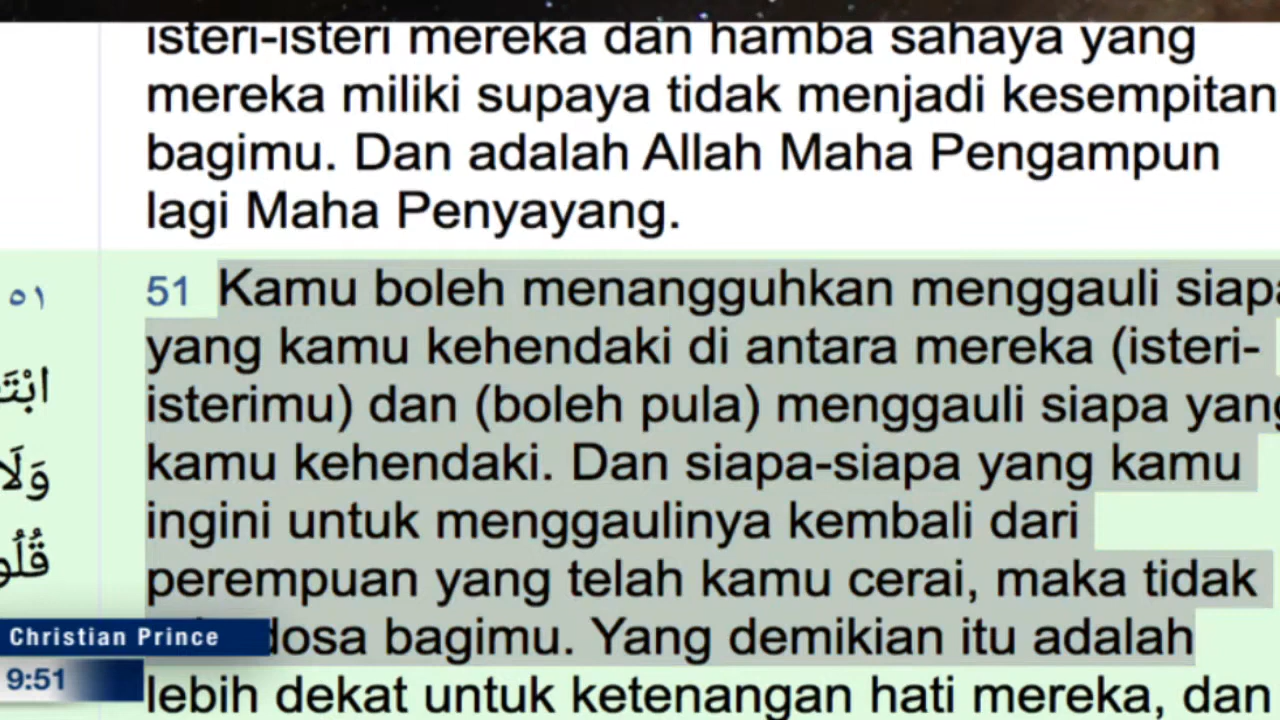 isteri-isteri mereka dan hamba sahaya yang
mereka miliki supaya tidak menjadi kesempitan
bagimu. Dan adalah Allah Maha Pengampun
lagi Maha Penyayang.
٥١
51 Kamu boleh menangguhkan menggauli
yang kamu kehendaki di antara mereka (isteri-
isterimu) dan (boleh pula) menggauli siapa
kamu kehendaki. Dan siapa-siapa yang kamu
ingini untuk menggaulinya kembali dari
perempuan yang telah kamu cerai, maka tidak
dosa bagimu. Yang demikian itu adalah
lebih dekat untuk ketenangan hati mereka, dan
Christian Prince
9:51